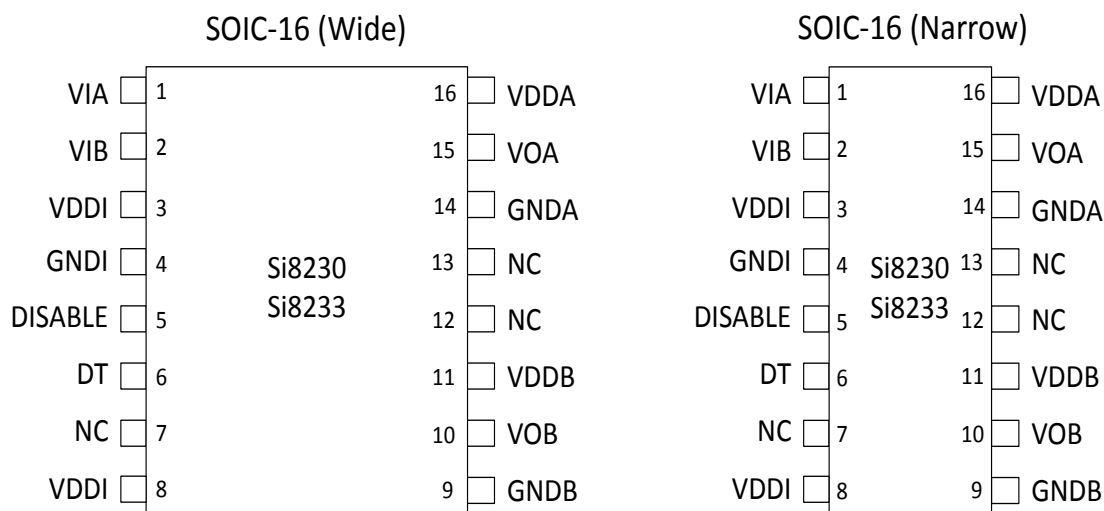 SOIC-16 (Wide)
VIA 1 16 VDDA
VIB 2 15 VOA
VDDI 3 14 GNDA
GNDI 4 13 NC
Si8230
Si8233
DISABLE 5 12 NC
DT 6 11 VDDB
NC 7 10 VOB
VDDI 8 9 GNDB
SOIC-16 (Narrow)
VIA 1 16 VDDA
VIB 2 15 VOA
VDDI 3 14 GNDA
GNDI 4 13 NC
Si8230
Si8233
DISABLE 5 12 NC
DT 6 11 VDDB
NC 7 10 VOB
VDDI 8 9 GNDB